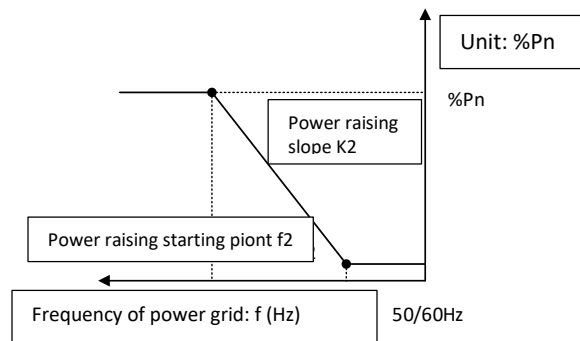 Unit: %Pn
%Pn
Power raising
slope K2
Power raising starting piont f2
Frequency of power grid: f (Hz)
50/60Hz